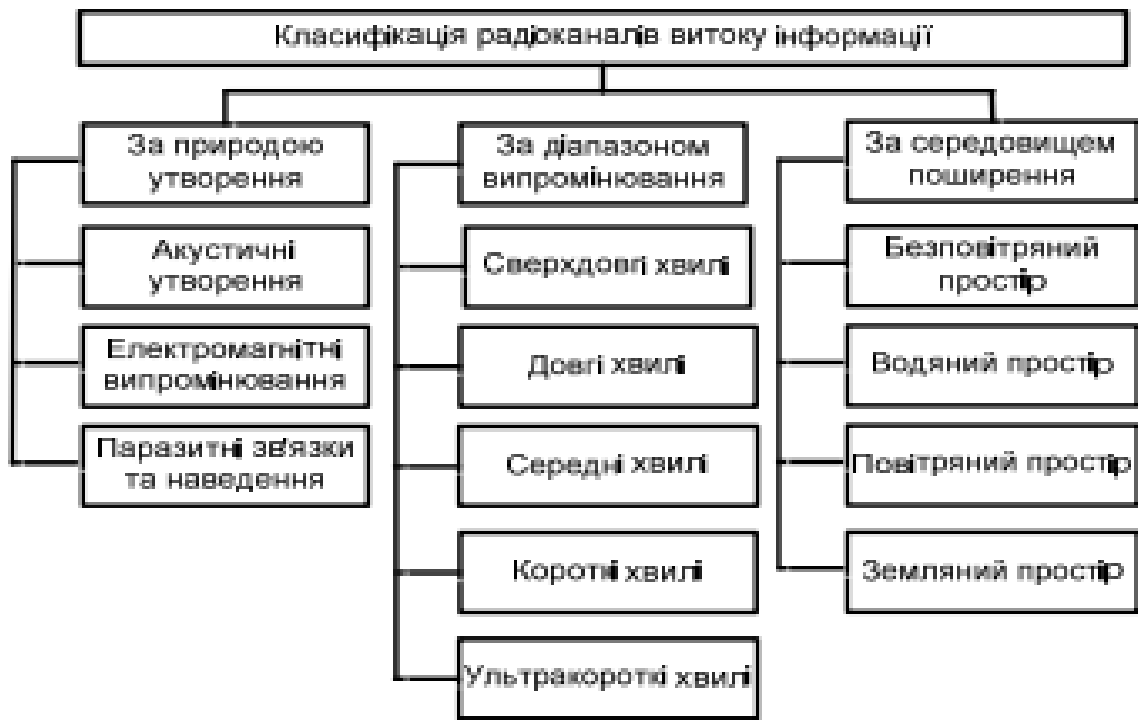 Класифікація радіоканалів витоку інформації
За природою
утворення
Акустичні
утворення
Електромагнітні
випромінювання
Паразитні зв'язки
та наведення
За діапазоном
випромінювання
Сверхдовгі хвилі
Довгі хвилі
Середні хвилі
Короткі хвилі
Ультракороткі хвилі
За середовищем
поширення
Безповітряний
простір
Водяний простір
Повітряний простір
Земляний простір